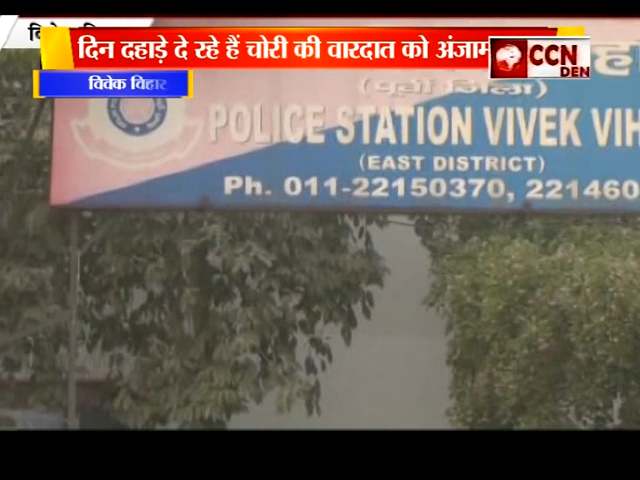 दिन दहाड़े दे रहे हैं चोरी की वारदात को अंजाम
CCN
DEN
विवेक विहार
(पूर्वी जिला)
POLICE STATION VIVEK VIH
(EAST DISTRICT)
Ph. 011-22150370, 221460